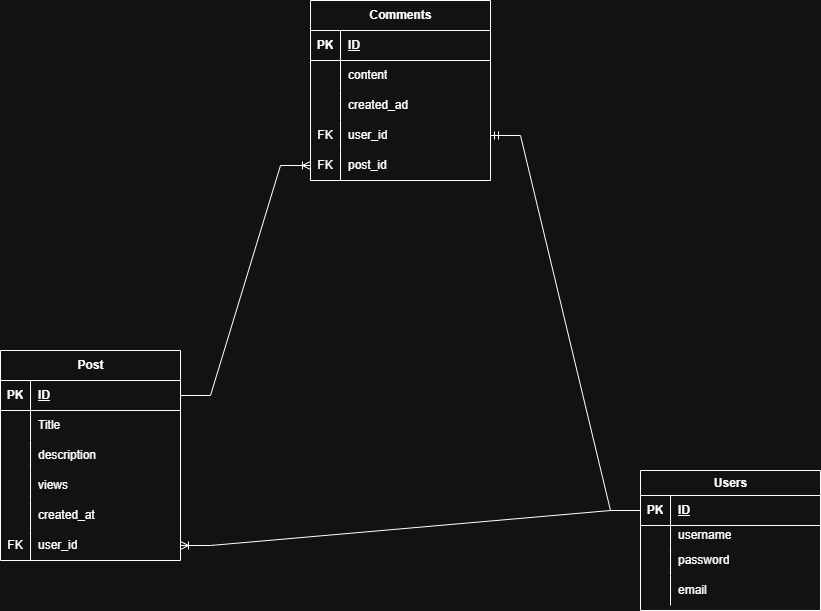 Comments
PK ID
content
created_ad
FK user_id
FK post_id
Post
PK ID
Title
description
views
created_at
FK user_id
Users
PK ID
username
password
email